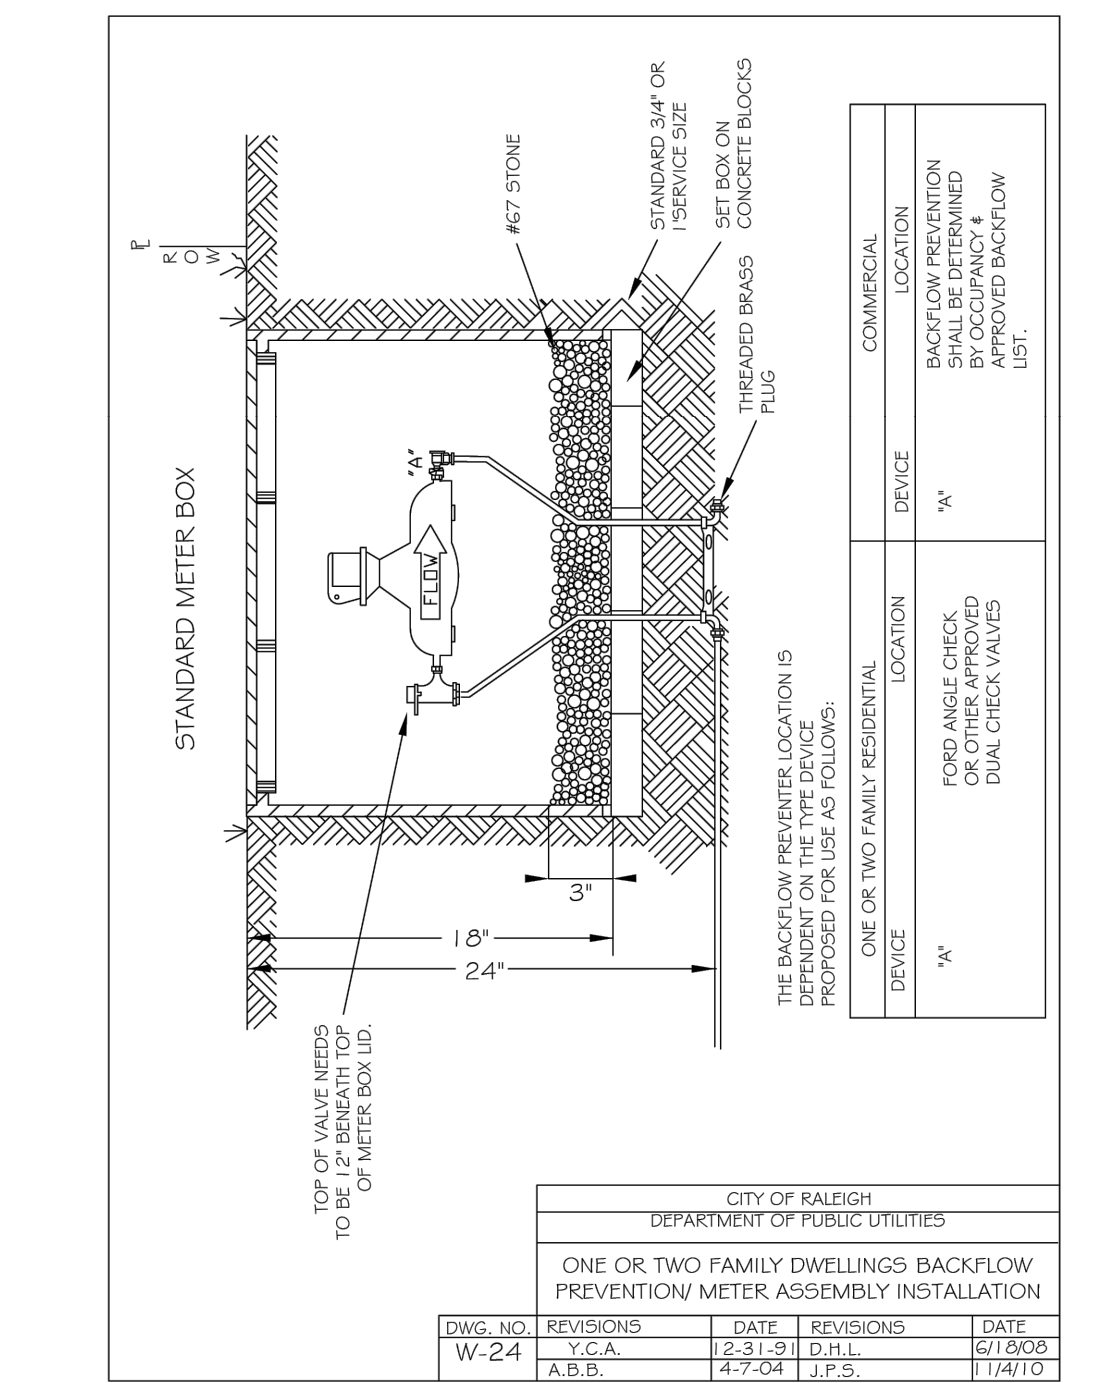 STANDARD METER BOX
P
L
R
O
W
#67 STONE
STANDARD 3/4" OR
1"SERVICE SIZE
SET BOX ON
CONCRETE BLOCKS
THREADED BRASS
PLUG
"A"
FLOW
3"
18"
24"
TOP OF VALVE NEEDS
TO BE 12" BENEATH TOP
OF METER BOX LID.
THE BACKFLOW PREVENTER LOCATION IS
DEPENDENT ON THE TYPE DEVICE
PROPOSED FOR USE AS FOLLOWS:
ONE OR TWO FAMILY RESIDENTIAL
DEVICE LOCATION
"A" FORD ANGLE CHECK
OR OTHER APPROVED
DUAL CHECK VALVES
COMMERCIAL
DEVICE LOCATION
"A" BACKFLOW PREVENTION
SHALL BE DETERMINED
BY OCCUPANCY &
APPROVED BACKFLOW
LIST.
CITY OF RALEIGH
DEPARTMENT OF PUBLIC UTILITIES
ONE OR TWO FAMILY DWELLINGS BACKFLOW
PREVENTION/ METER ASSEMBLY INSTALLATION
DWG. NO. REVISIONS DATE REVISIONS DATE
W-24 Y.C.A. 12-31-91 D.H.L. 6/18/08
A.B.B. 4-7-04 J.P.S. 11/4/10